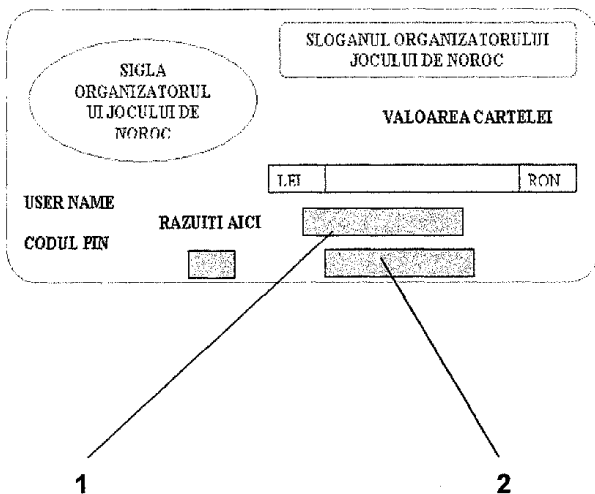 SLOGANUL ORGANIZATORULUI
JOCULUI DE NOROC
SIGLA
ORGANIZATORUL
UI JOCULUI DE
NOROC
VALOAREA CARTELEI
LEI
RON
USER NAME
RAZUITI AICI
CODUL PIN
1
2